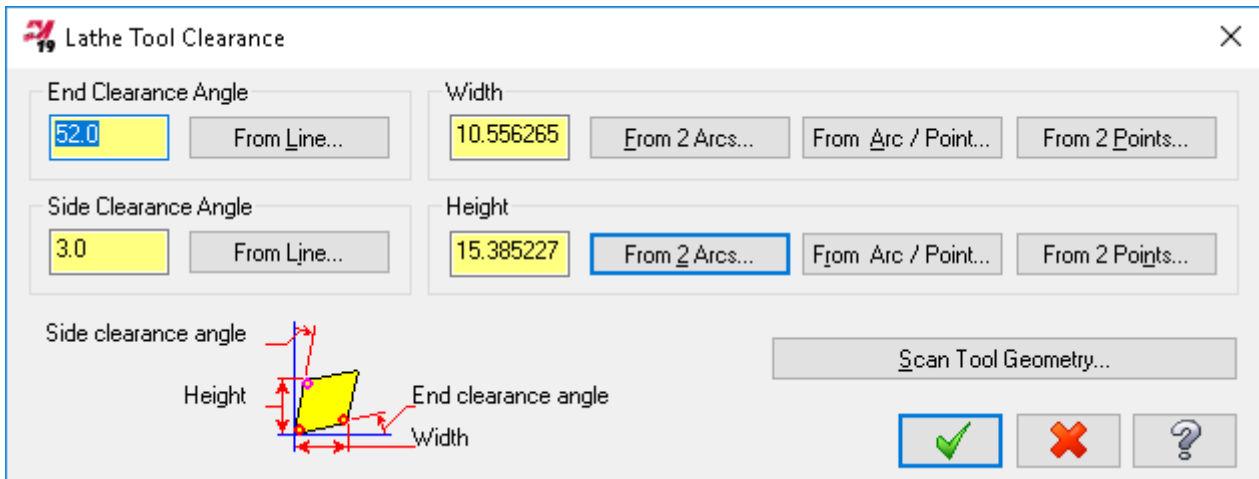 19 Lathe Tool Clearance
End Clearance Angle
52.0 From Line...
Width
10.556265 From 2 Arcs... From Arc / Point... From 2 Points...
Side Clearance Angle
3.0 From Line...
Height
15.385227 From 2 Arcs... From Arc / Point... From 2 Points...
Side clearance angle
Height
End clearance angle
Width
Scan Tool Geometry...